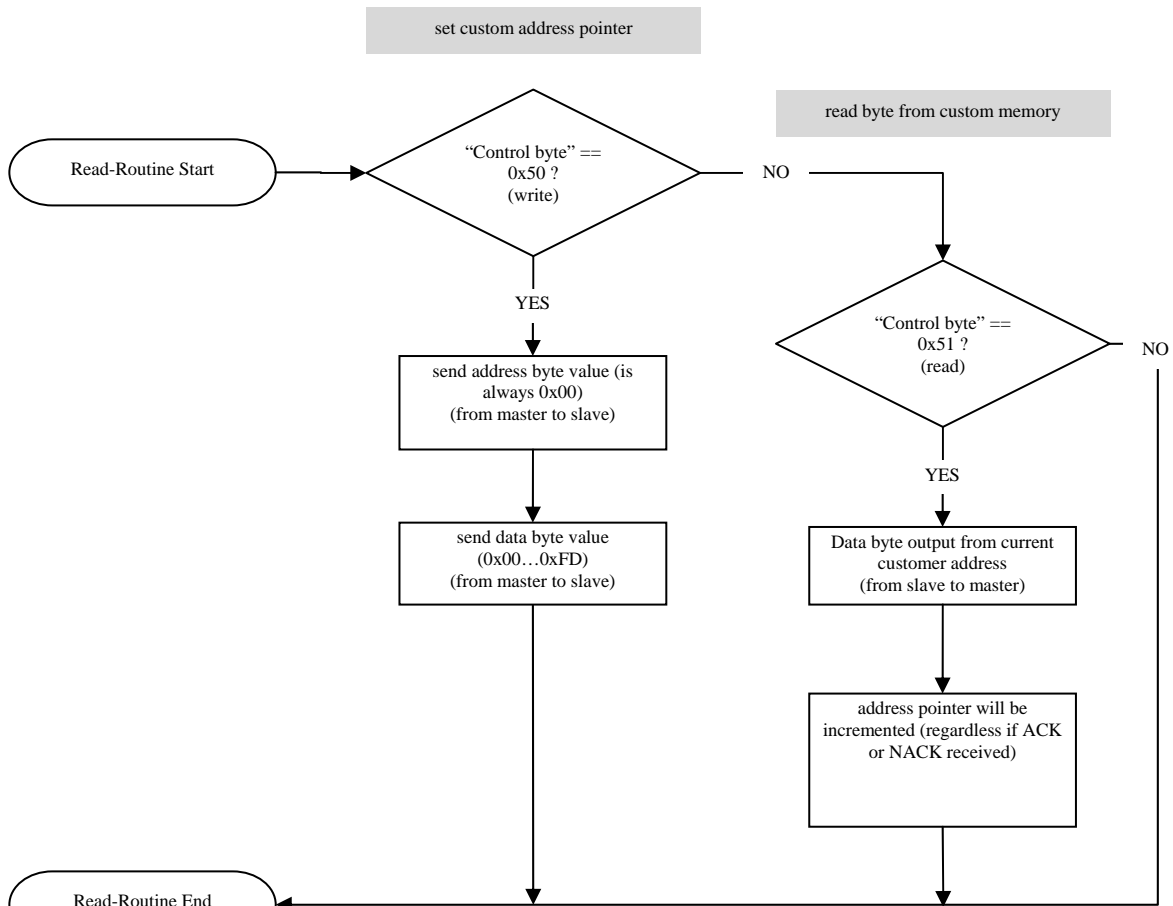 set custom address pointer
read byte from custom memory
Read-Routine Start
“Control byte” ==
0x50 ?
(write)
NO
YES
“Control byte” ==
0x51 ?
(read)
NO
send address byte value (is
always 0x00)
(from master to slave)
YES
send data byte value
(0x00…0xFD)
(from master to slave)
Data byte output from current
customer address
(from slave to master)
address pointer will be
incremented (regardless if ACK
or NACK received)
Read-Routine End